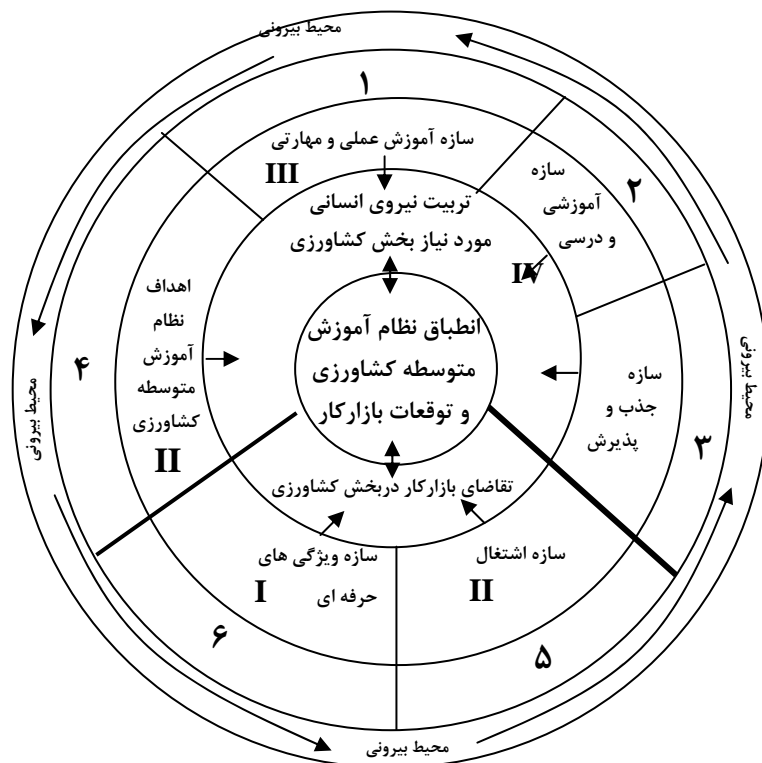 محیط بیرونی
۱
سازه آموزش عملی و مهارتی
III
۲
سازه
آموزشی
و درسی
IV
تربیت نیروی انسانی
مورد نیاز بخش کشاورزی
اهداف
نظام
آموزش
متوسطه
کشاورزی
II
۴
محیط بیرونی
انطباق نظام آموزش
متوسطه کشاورزی
و توقعات بازارکار
سازه
جذب و
پذیرش
۳
محیط بیرونی
تقاضای بازارکار دربخش کشاورزی
سازه ویژگی های
حرفه ای
I
۶
سازه اشتغال
II
۵
محیط بیرونی